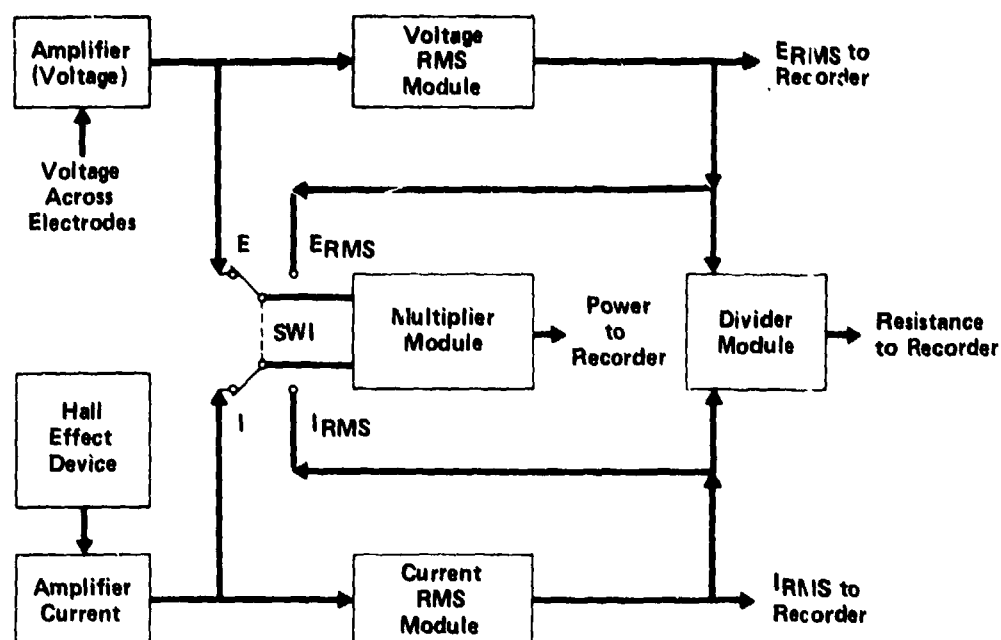 Amplifier
(Voltage)
Voltage
RMS
Module
ERMS to
Recorder
Voltage
Across
Electrodes
E
ERMS
SWI
Multiplier
Module
Power
to
Recorder
Divider
Module
Resistance
to Recorder
Hall
Effect
Device
I
IRMS
Amplifier
Current
Current
RMS
Module
IRMS to
Recorder